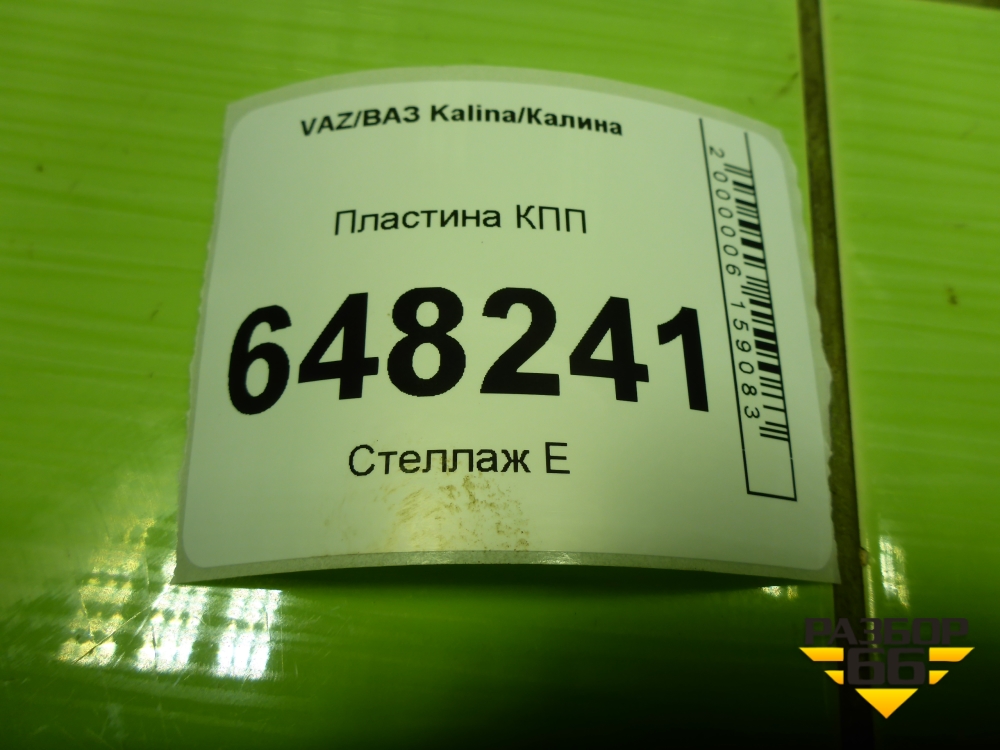 VAZ/ВАЗ Kalina/Калина
Пластина КПП
648241
Стеллаж Е
2000006159083
РАЗБОР
66